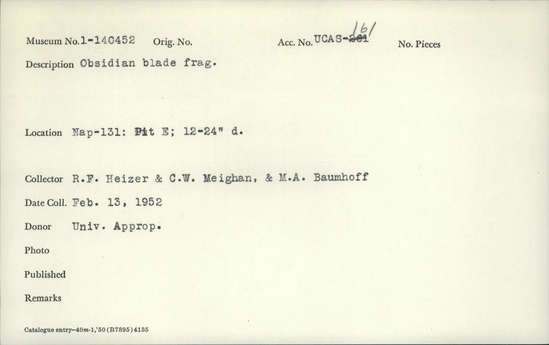 Museum No. 1-140452 Orig. No. Acc. No. UCAS-161 No. Pieces
Description Obsidian blade frag.
Location Nap-131: Pit E; 12-24" d.
Collector R.F. Heizer & C.W. Meighan, & M.A. Baumhoff
Date Coll. Feb. 13, 1952
Donor Univ. Approp.
Photo
Published
Remarks
Catalogue entry—40m-1,'50 (B7895) 4135